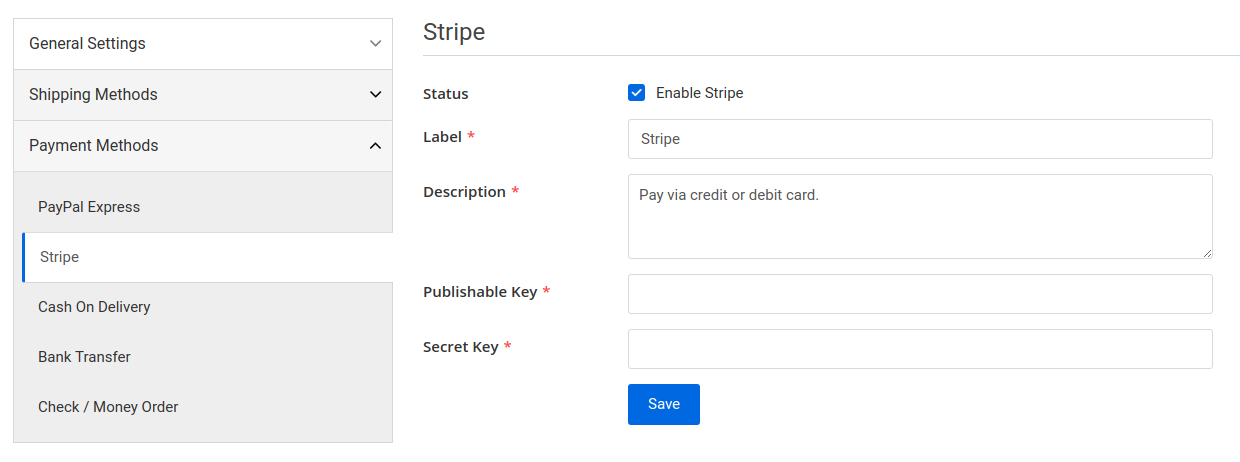 General Settings
Shipping Methods
Payment Methods
PayPal Express
Stripe
Cash On Delivery
Bank Transfer
Check / Money Order
Stripe
Status
Enable Stripe
Label *
Stripe
Description *
Pay via credit or debit card.
Publishable Key *
Secret Key *
Save